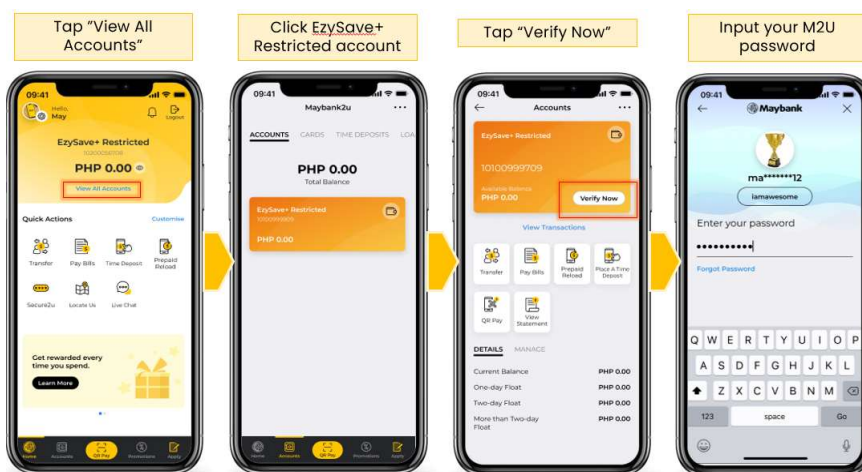 Tap "View All
Accounts"
Click EzySave+
Restricted account
Tap "Verify Now"
Input your M2U
password
09:41
Hello,
May
Logout
EzySave+ Restricted
PHP 0.00
View All Accounts
Quick Actions
Customise
Transfer
Pay Bills
Time Deposit
Prepaid
Reload
Secure2u
Locate Us
Live Chat
Get rewarded every
time you spend.
Learn More
Home
Accounts
QR Pay
Promotions
Apply
09:41
Maybank2u
ACCOUNTS
CARDS
TIME DEPOSITS
LOA
PHP 0.00
Total Balance
EzySave+ Restricted
PHP 0.00
Home
Accounts
QR Pay
Promotions
Apply
09:41
Accounts
EzySave+ Restricted
10100999709
Available Balance
PHP 0.00
Verify Now
View Transactions
Transfer
Pay Bills
Prepaid
Reload
Place A Time
Deposit
QR Pay
View
Statement
DETAILS
MANAGE
Current Balance
PHP 0.00
One-day Float
PHP 0.00
Two-day Float
PHP 0.00
More than Two-day
Float
PHP 0.00
09:41
Maybank
ma*******12
iamawesome
Enter your password
Forgot Password
Q W E R T Y U I O P
A S D F G H J K L
Z X C V B N M
123
space
Go